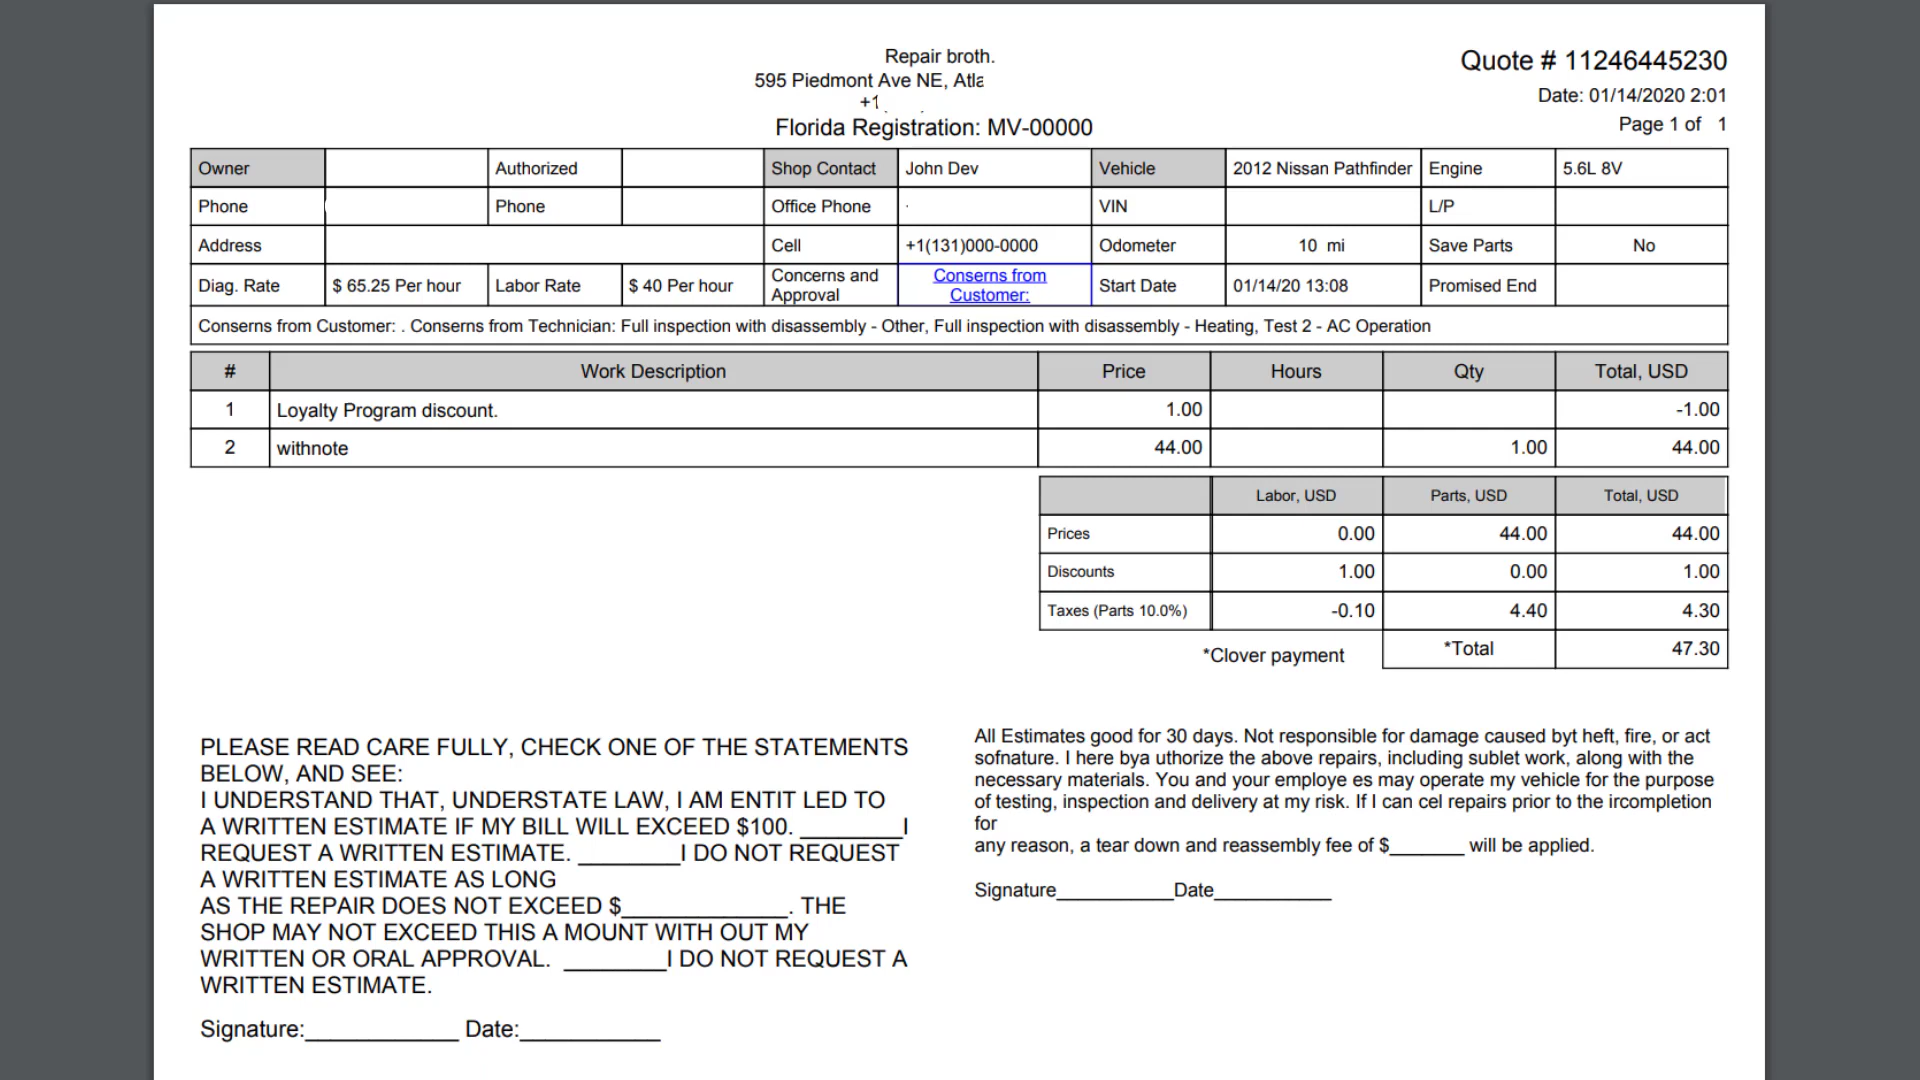 Repair broth.
595 Piedmont Ave NE, Atla
+1
Florida Registration: MV-00000
Quote # 11246445230
Date: 01/14/2020 2:01
Page 1 of 1
Owner Authorized Shop Contact John Dev Vehicle 2012 Nissan Pathfinder Engine 5.6L 8V
Phone Phone Office Phone VIN L/P
Address Cell +1(131)000-0000 Odometer 10 mi Save Parts No
Diag. Rate $ 65.25 Per hour Labor Rate $ 40 Per hour Concerns and Approval Conserns from Customer: Start Date 01/14/20 13:08 Promised End
Conserns from Customer: . Conserns from Technician: Full inspection with disassembly - Other, Full inspection with disassembly - Heating, Test 2 - AC Operation
# Work Description Price Hours Qty Total, USD
1 Loyalty Program discount. 1.00 -1.00
2 withnote 44.00 1.00 44.00
Labor, USD Parts, USD Total, USD
Prices 0.00 44.00 44.00
Discounts 1.00 0.00 1.00
Taxes (Parts 10.0%) -0.10 4.40 4.30
*Clover payment *Total 47.30
PLEASE READ CARE FULLY, CHECK ONE OF THE STATEMENTS
BELOW, AND SEE:
I UNDERSTAND THAT, UNDERSTATE LAW, I AM ENTIT LED TO
A WRITTEN ESTIMATE IF MY BILL WILL EXCEED $100. ________I
REQUEST A WRITTEN ESTIMATE. ________I DO NOT REQUEST
A WRITTEN ESTIMATE AS LONG
AS THE REPAIR DOES NOT EXCEED $_____________. THE
SHOP MAY NOT EXCEED THIS A MOUNT WITH OUT MY
WRITTEN OR ORAL APPROVAL. ________I DO NOT REQUEST A
WRITTEN ESTIMATE.
Signature:____________ Date:___________
All Estimates good for 30 days. Not responsible for damage caused byt heft, fire, or act
sofnature. I here bya uthorize the above repairs, including sublet work, along with the
necessary materials. You and your employe es may operate my vehicle for the purpose
of testing, inspection and delivery at my risk. If I can cel repairs prior to the ircompletion
for
any reason, a tear down and reassembly fee of $_______ will be applied.
Signature___________Date___________